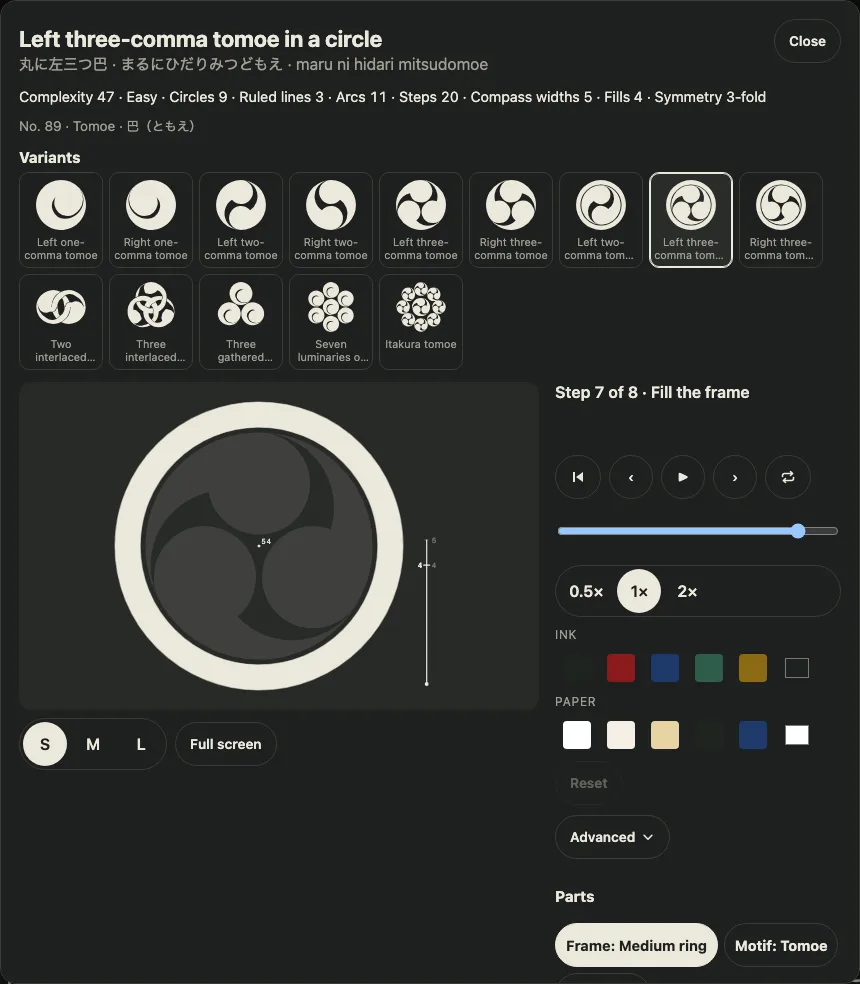 Left three-comma tomoe in a circle
Close
丸に左三つ巴 · まるにひだりみつどもえ · maru ni hidari mitsudomoe
Complexity 47 · Easy · Circles 9 · Ruled lines 3 · Arcs 11 · Steps 20 · Compass widths 5 · Fills 4 · Symmetry 3-fold
No. 89 · Tomoe · 巴（ともえ）
Variants
Left one-
comma tomoe
Right one-
comma tomoe
Left two-
comma tomoe
Right two-
comma tomoe
Left three-
comma tomoe
Right three-
comma tomoe
Left two-
comma tom...
Left three-
comma tom...
Right three-
comma tom...
Two
interlaced...
Three
interlaced...
Three
gathered...
Seven
luminaries o...
Itakura tomoe
54
5
4
4
Step 7 of 8 · Fill the frame
0.5×
1×
2×
INK
PAPER
Reset
Advanced
S
M
L
Full screen
Parts
Frame: Medium ring
Motif: Tomoe